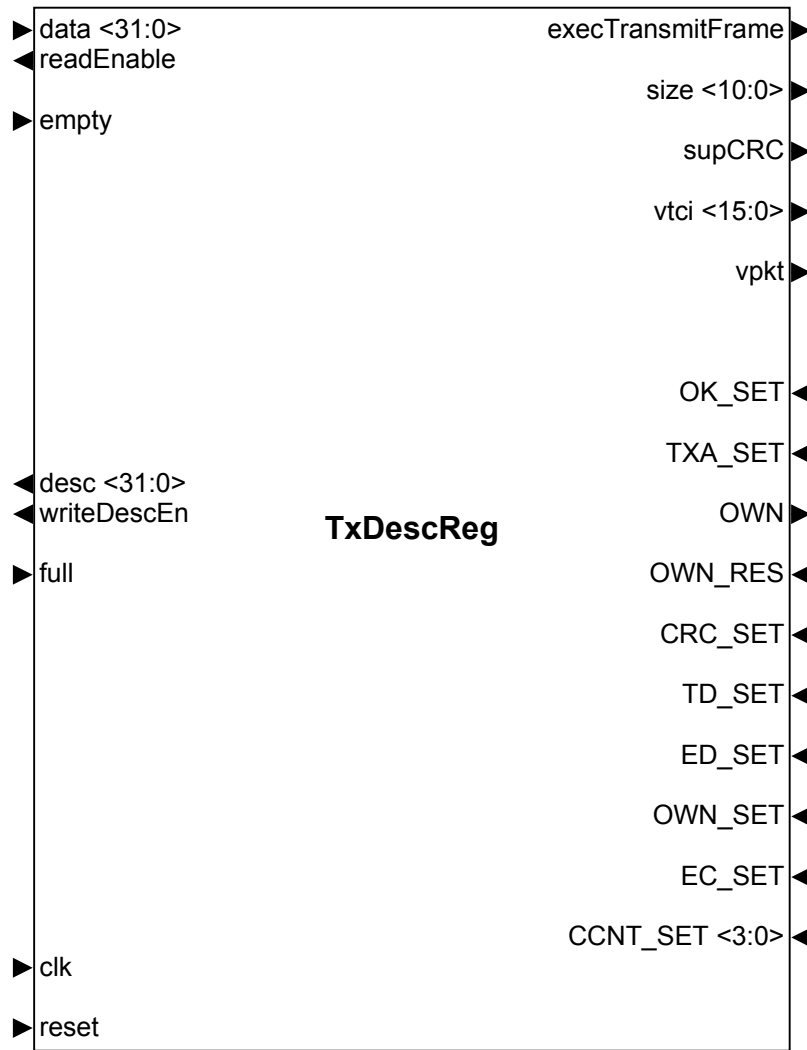 data <31:0>
readEnable
empty
desc <31:0>
writeDescEn
full
clk
reset
TxDescReg
execTransmitFrame
size <10:0>
supCRC
vtci <15:0>
vpkt
OK_SET
TXA_SET
OWN
OWN_RES
CRC_SET
TD_SET
ED_SET
OWN_SET
EC_SET
CCNT_SET <3:0>